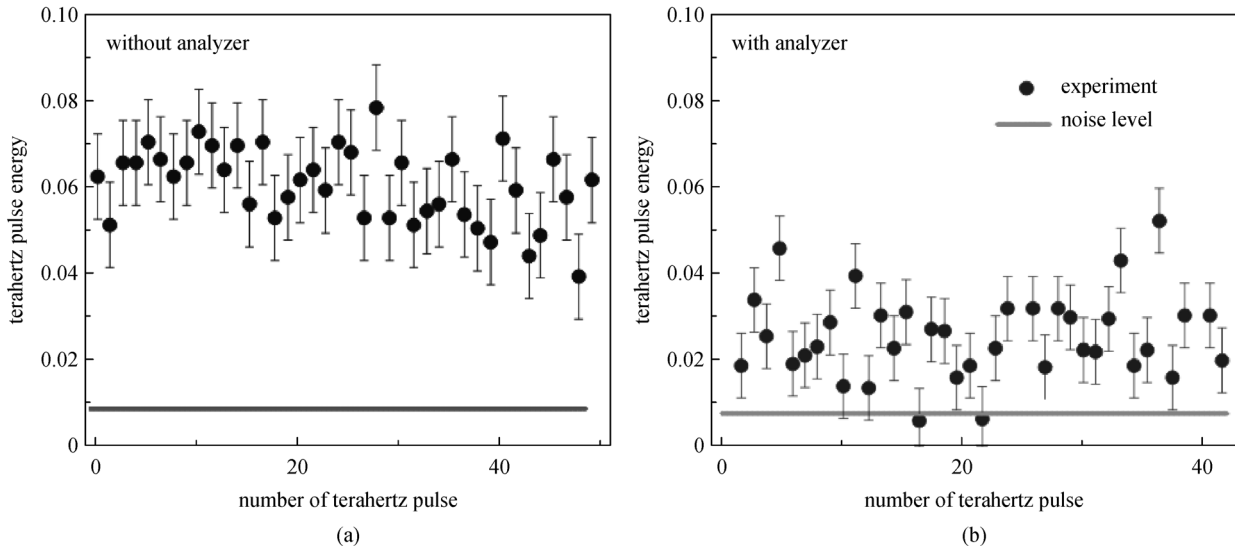 0.10
without analyzer
0.08
0.06
0.04
0.02
0
terahertz pulse energy
0
20
40
number of terahertz pulse
(a)
0.10
with analyzer
experiment
noise level
0.08
0.06
0.04
0.02
0
terahertz pulse energy
0
20
40
number of terahertz pulse
(b)